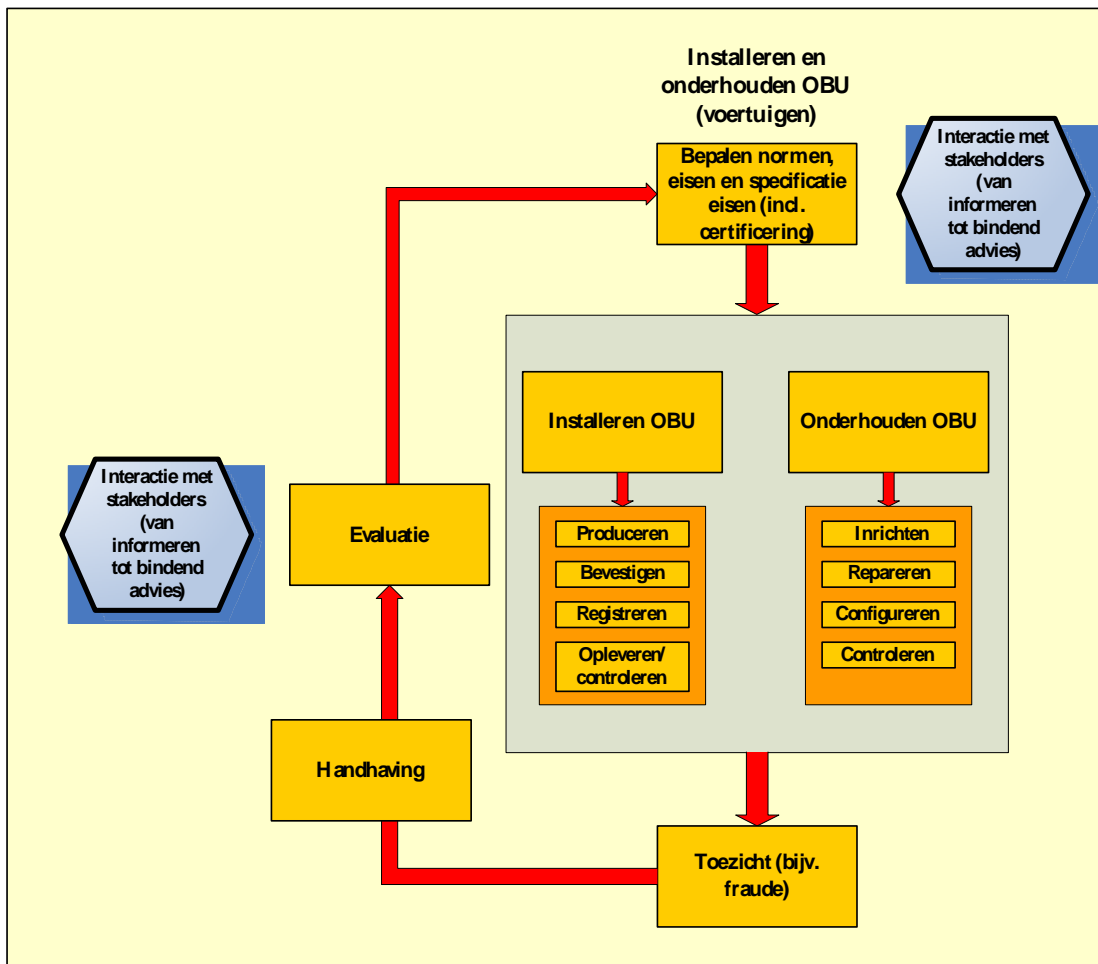 Installeren en
onderhouden OBU
(voertuigen)
Bepalen normen,
eisen en specificatie
eisen (incl.
certificering)
Interactie met
stakeholders
(van
informeren
tot bindend
advies)
Installeren OBU
Onderhouden OBU
Produceren
Bevestigen
Registreren
Opleveren/
controleren
Inrichten
Repareren
Configureren
Controleren
Interactie met
stakeholders
(van
informeren
tot bindend
advies)
Evaluatie
Handhaving
Toezicht (bijv.
fraude)